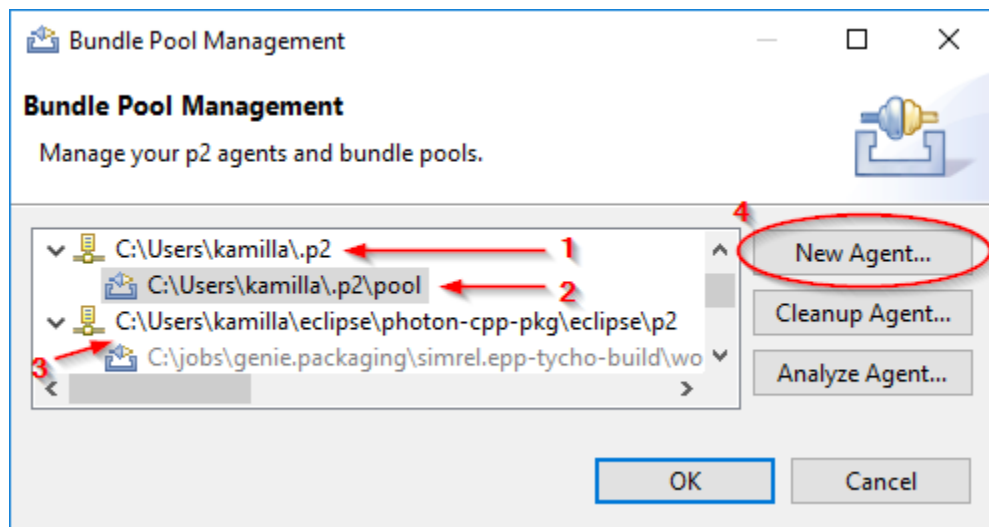 Bundle Pool Management
Bundle Pool Management
Manage your p2 agents and bundle pools.
4
C:\Users\kamilla\.p2 1 New Agent...
C:\Users\kamilla\.p2\pool 2
C:\Users\kamilla\eclipse\photon-cpp-pkg\eclipse\p2 Cleanup Agent...
3 C:\jobs\genie.packaging\simrel.epp-tycho-build\wo
Analyze Agent...
OK Cancel